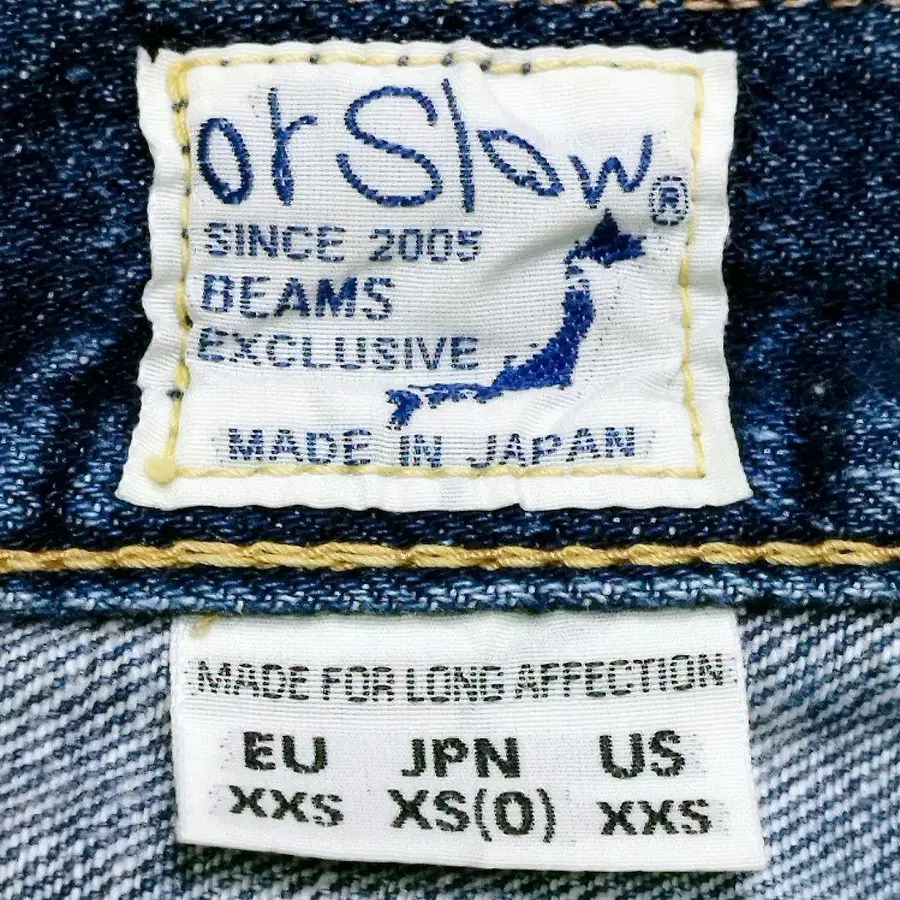 orSlow®
SINCE 2005
BEAMS
EXCLUSIVE
MADE IN JAPAN
MADE FOR LONG AFFECTION
EU JPN US
XXS XS(0) XXS